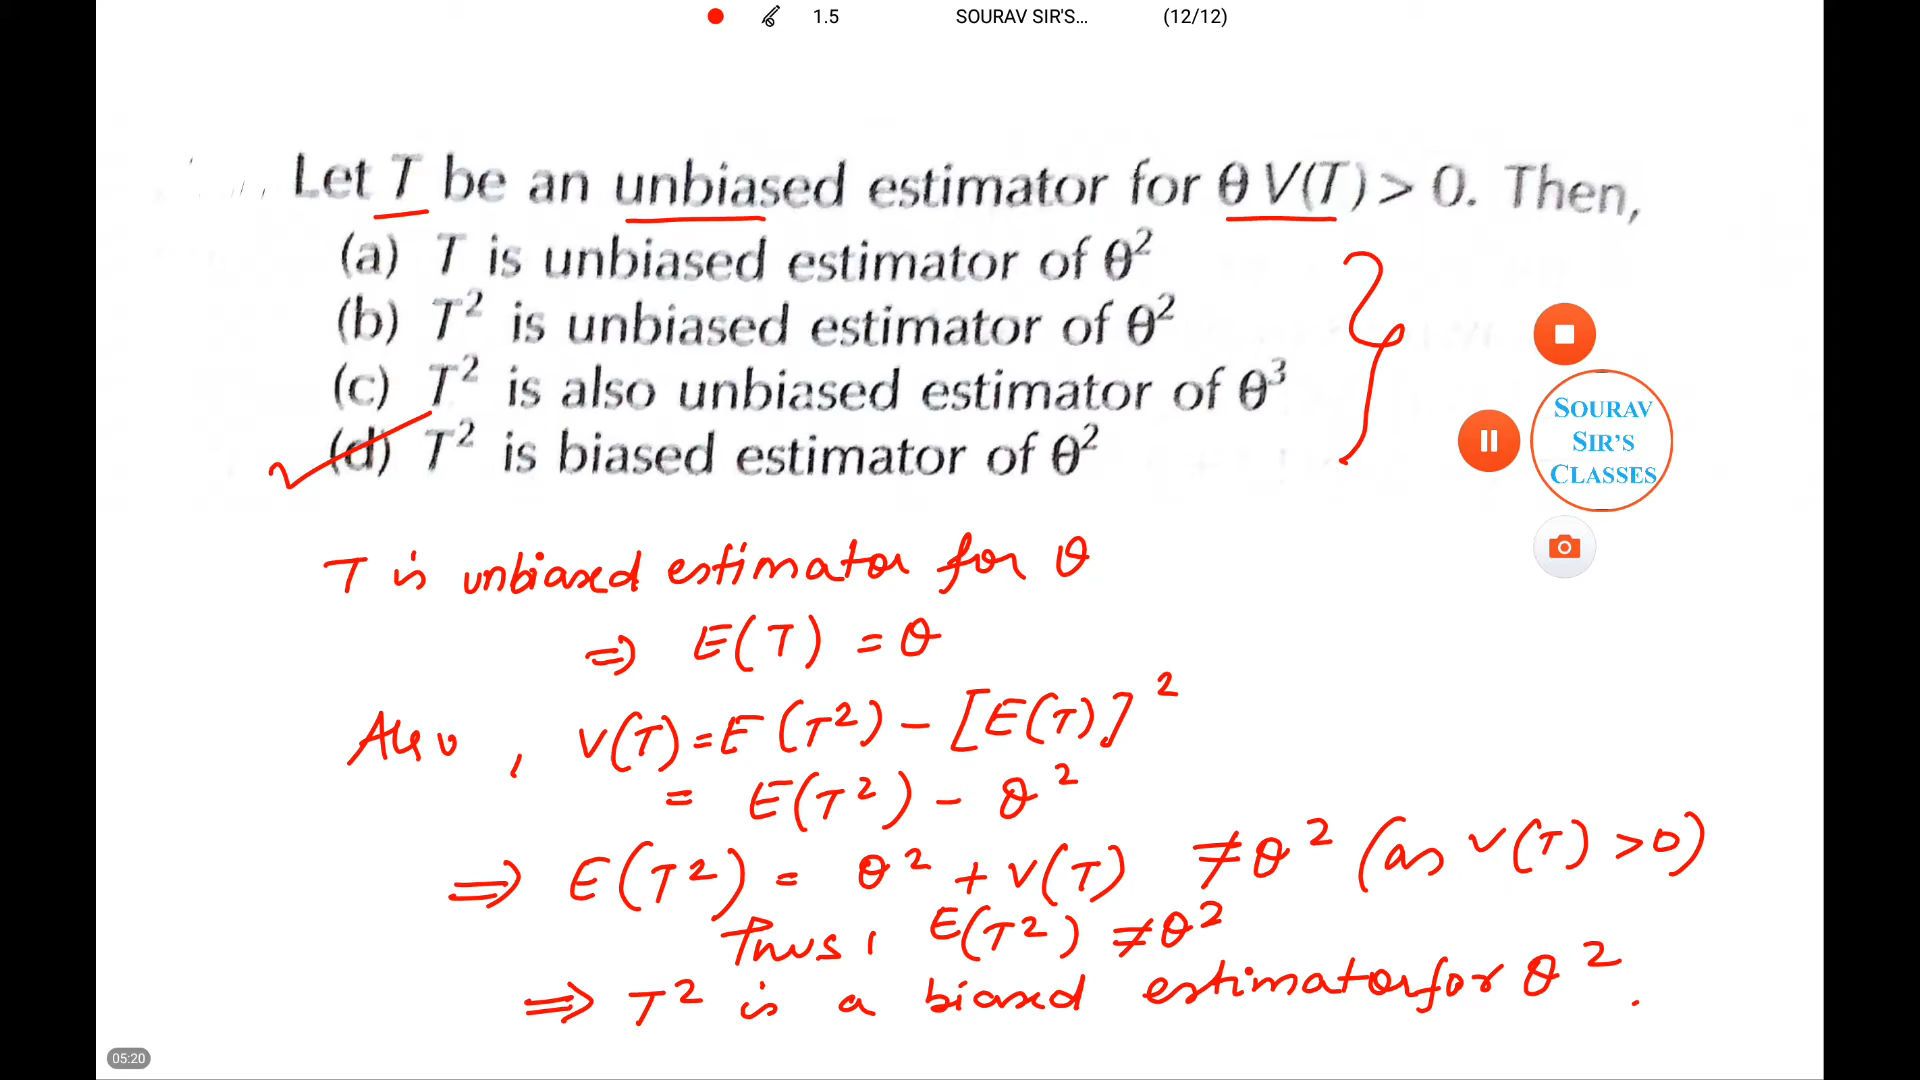 1.5 SOURAV SIR'S... (12/12)
Let T be an unbiased estimator for θ V(T) > 0. Then,
(a) T is unbiased estimator of θ²
(b) T² is unbiased estimator of θ²
(c) T² is also unbiased estimator of θ³
(d) T² is biased estimator of θ²
SOURAV
SIR'S
CLASSES
T is unbiased estimator for θ
⇒ E(T) = θ
Also, V(T) = E(T²) - [E(T)]²
= E(T²) - θ²
⇒ E(T²) = θ² + V(T) ≠ θ² (as V(T) > 0)
Thus, E(T²) ≠ θ²
⇒ T² is a biased estimator for θ².
05:20